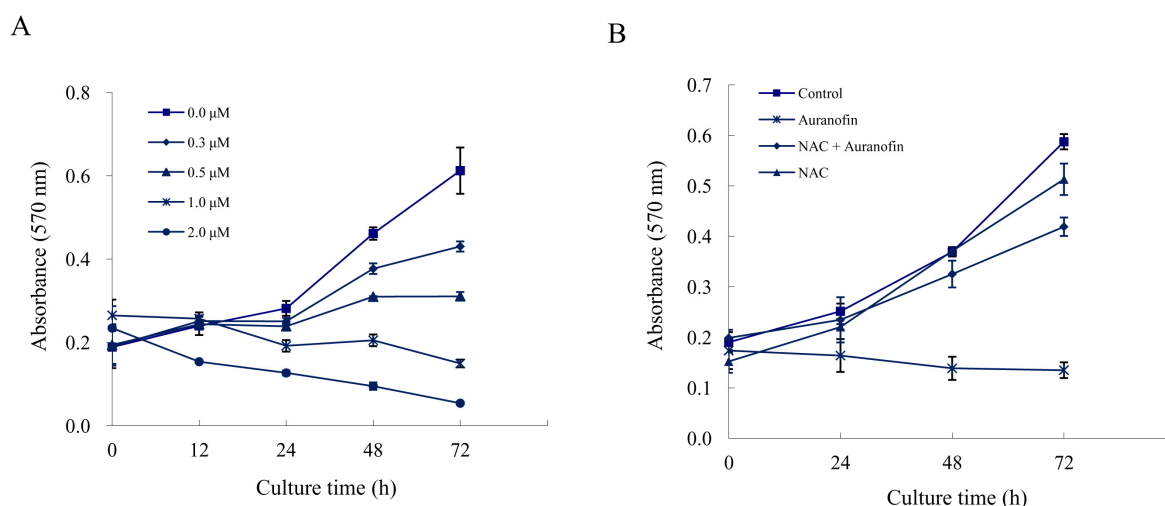 A
0.8
0.6
0.4
0.2
0.0
Absorbance (570 nm)
0.0 μM
0.3 μM
0.5 μM
1.0 μM
2.0 μM
0 12 24 48 72
Culture time (h)
B
0.7
0.6
0.5
0.4
0.3
0.2
0.1
0.0
Absorbance (570 nm)
Control
Auranofin
NAC + Auranofin
NAC
0 24 48 72
Culture time (h)